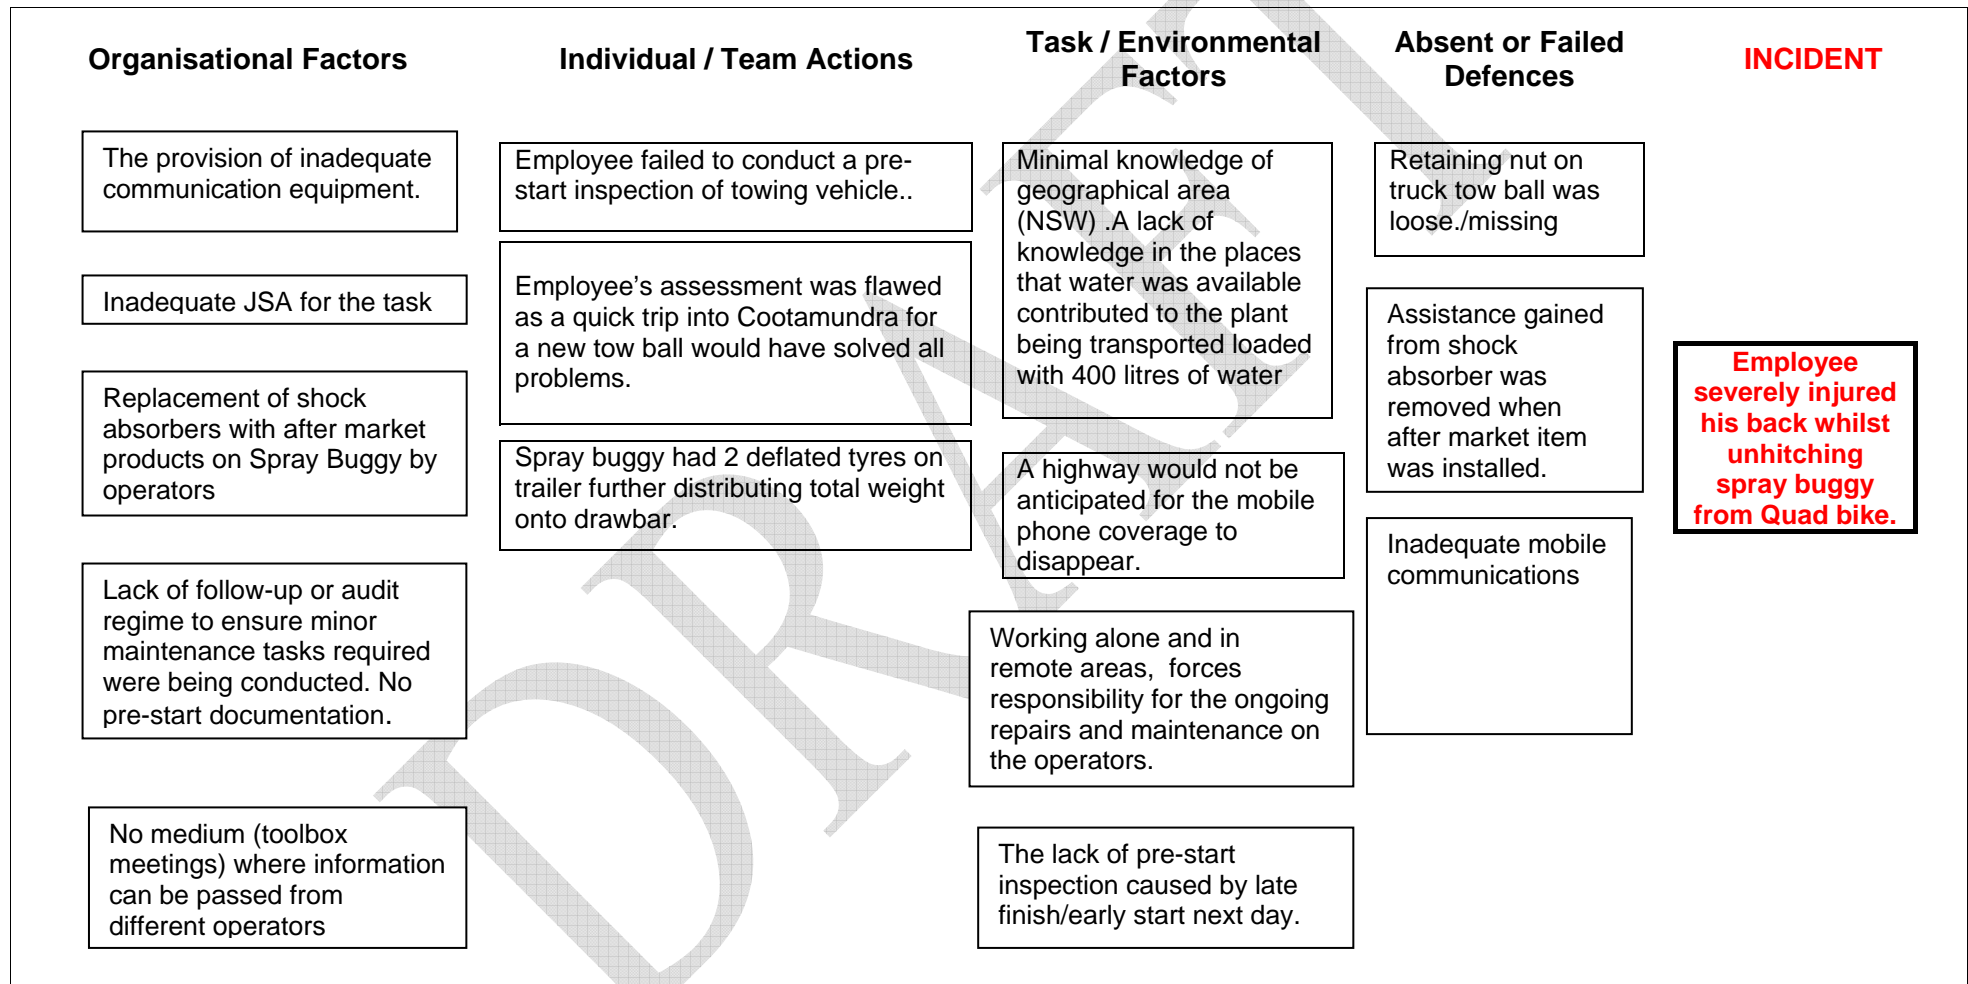 Organisational Factors
The provision of inadequate
communication equipment.
Inadequate JSA for the task
Replacement of shock
absorbers with after market
products on Spray Buggy by
operators
Lack of follow-up or audit
regime to ensure minor
maintenance tasks required
were being conducted. No
pre-start documentation.
No medium (toolbox
meetings) where information
can be passed from
different operators
Individual / Team Actions
Employee failed to conduct a pre-
start inspection of towing vehicle..
Employee’s assessment was flawed
as a quick trip into Cootamundra for
a new tow ball would have solved all
problems.
Spray buggy had 2 deflated tyres on
trailer further distributing total weight
onto drawbar.
Task / Environmental
Factors
Minimal knowledge of
geographical area
(NSW) .A lack of
knowledge in the places
that water was available
contributed to the plant
being transported loaded
with 400 litres of water
A highway would not be
anticipated for the mobile
phone coverage to
disappear.
Working alone and in
remote areas,  forces
responsibility for the ongoing
repairs and maintenance on
the operators.
The lack of pre-start
inspection caused by late
finish/early start next day.
Absent or Failed
Defences
Retaining nut on
truck tow ball was
loose./missing
Assistance gained
from shock
absorber was
removed when
after market item
was installed.
Inadequate mobile
communications
INCIDENT
Employee
severely injured
his back whilst
unhitching
spray buggy
from Quad bike.
DRAFT